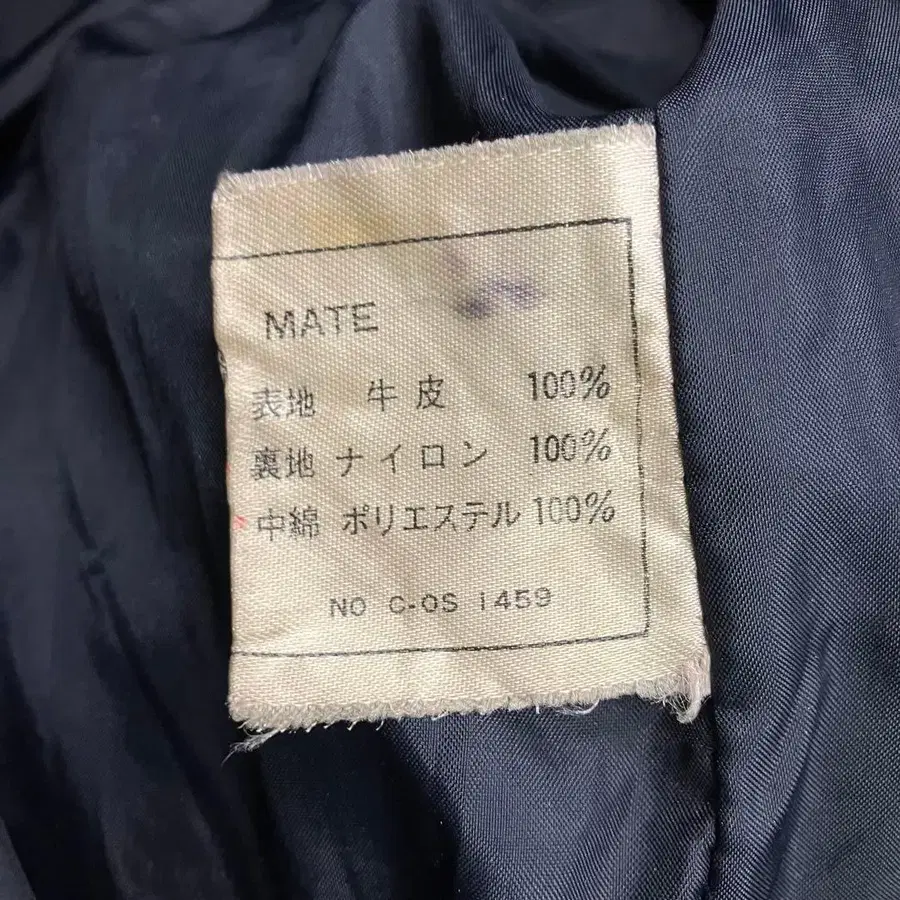 MATE
表地 牛皮 100%
裏地 ナイロン 100%
中綿 ポリエステル 100%
NO C-OS 1459